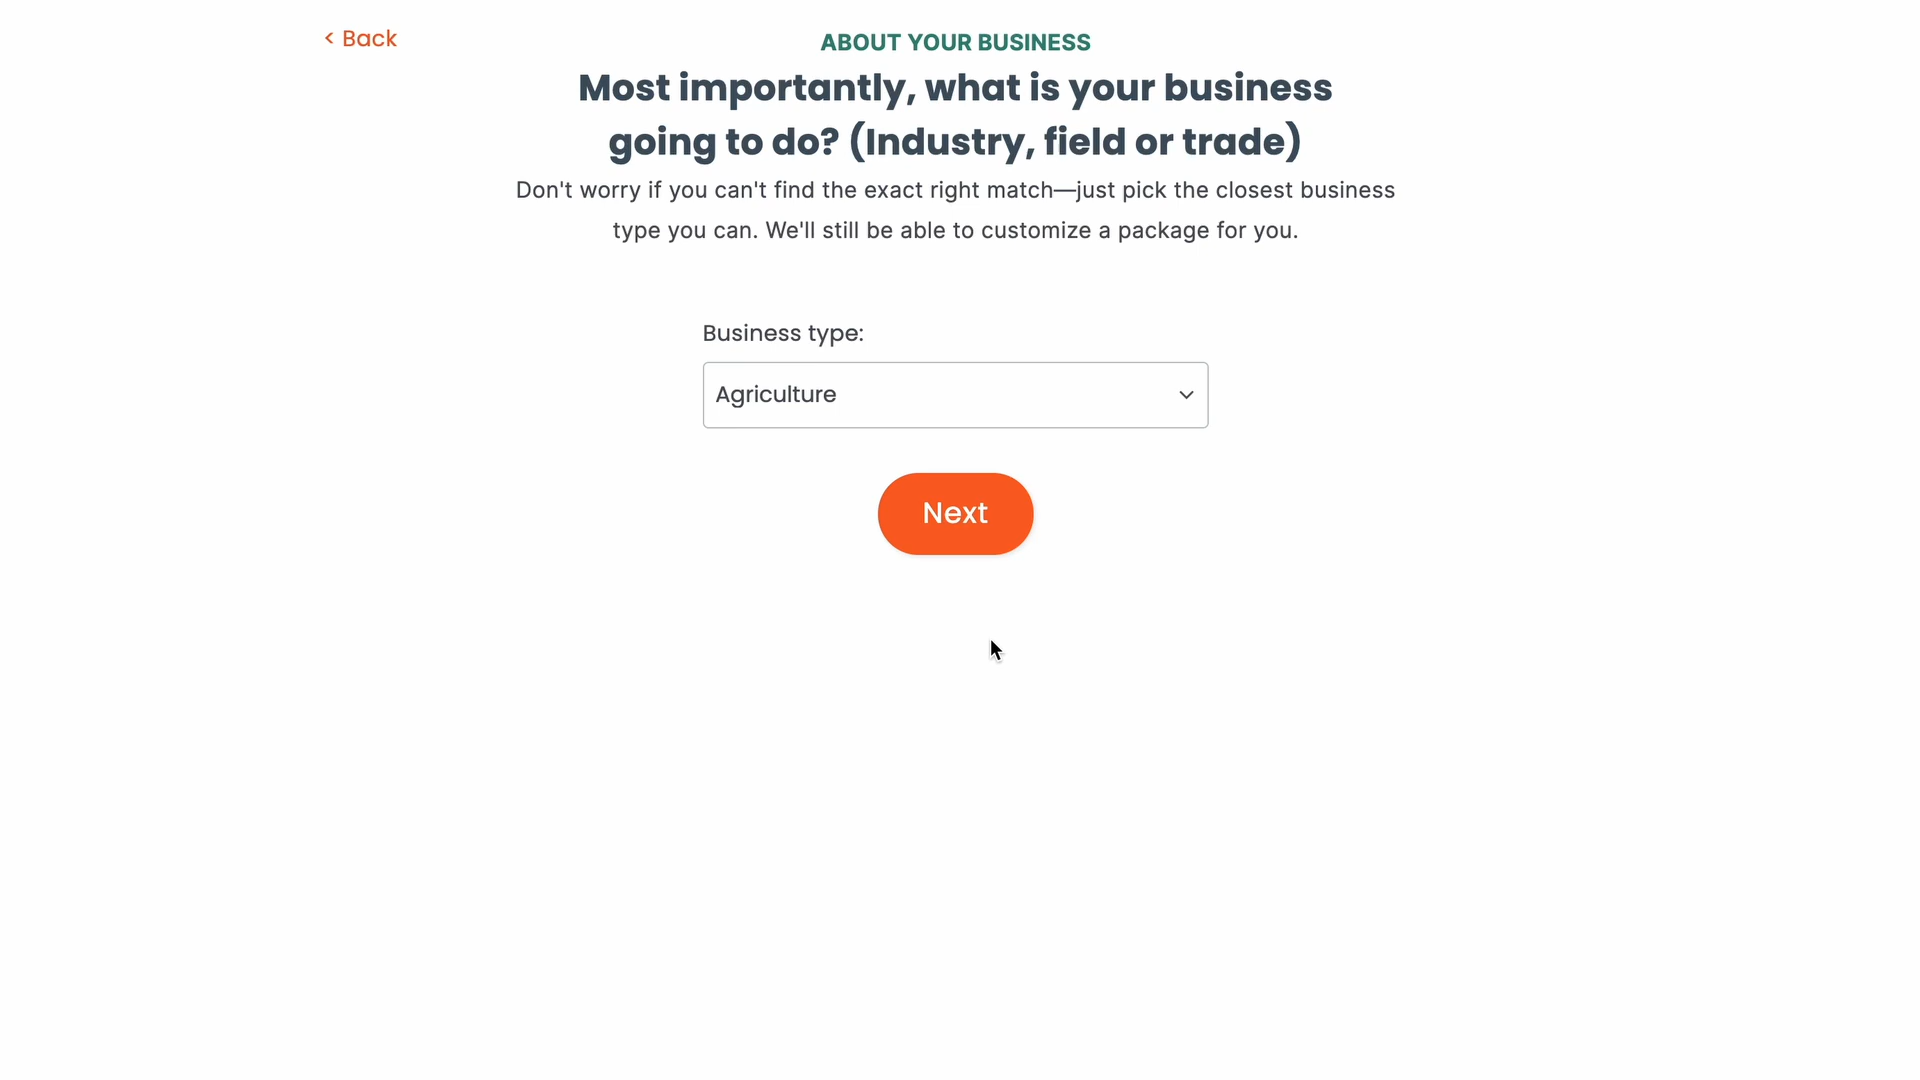 < Back
ABOUT YOUR BUSINESS
Most importantly, what is your business
going to do? (Industry, field or trade)
Don't worry if you can't find the exact right match—just pick the closest business
type you can. We'll still be able to customize a package for you.
Business type:
Agriculture
Next